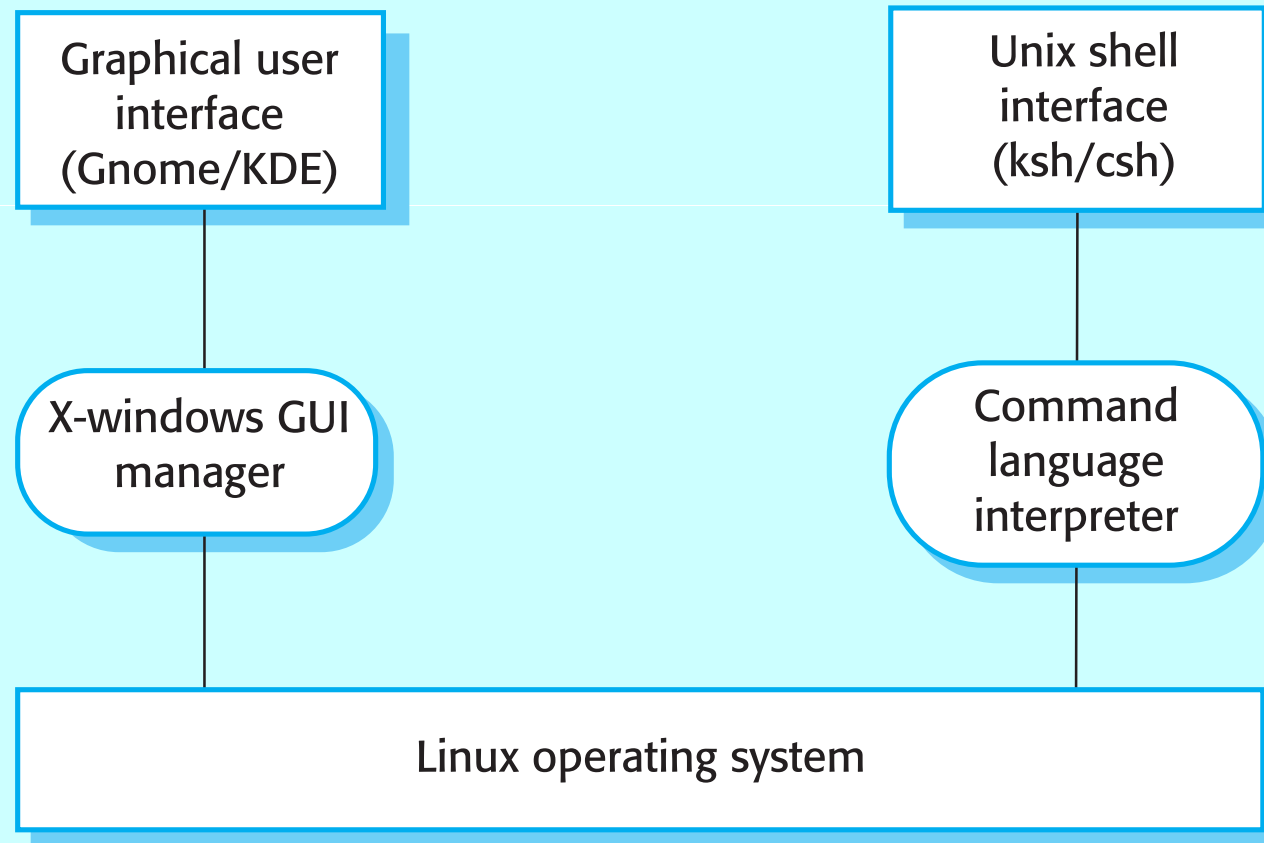 Graphical user
interface
(Gnome/KDE)
Unix shell
interface
(ksh/csh)
X-windows GUI
manager
Command
language
interpreter
Linux operating system